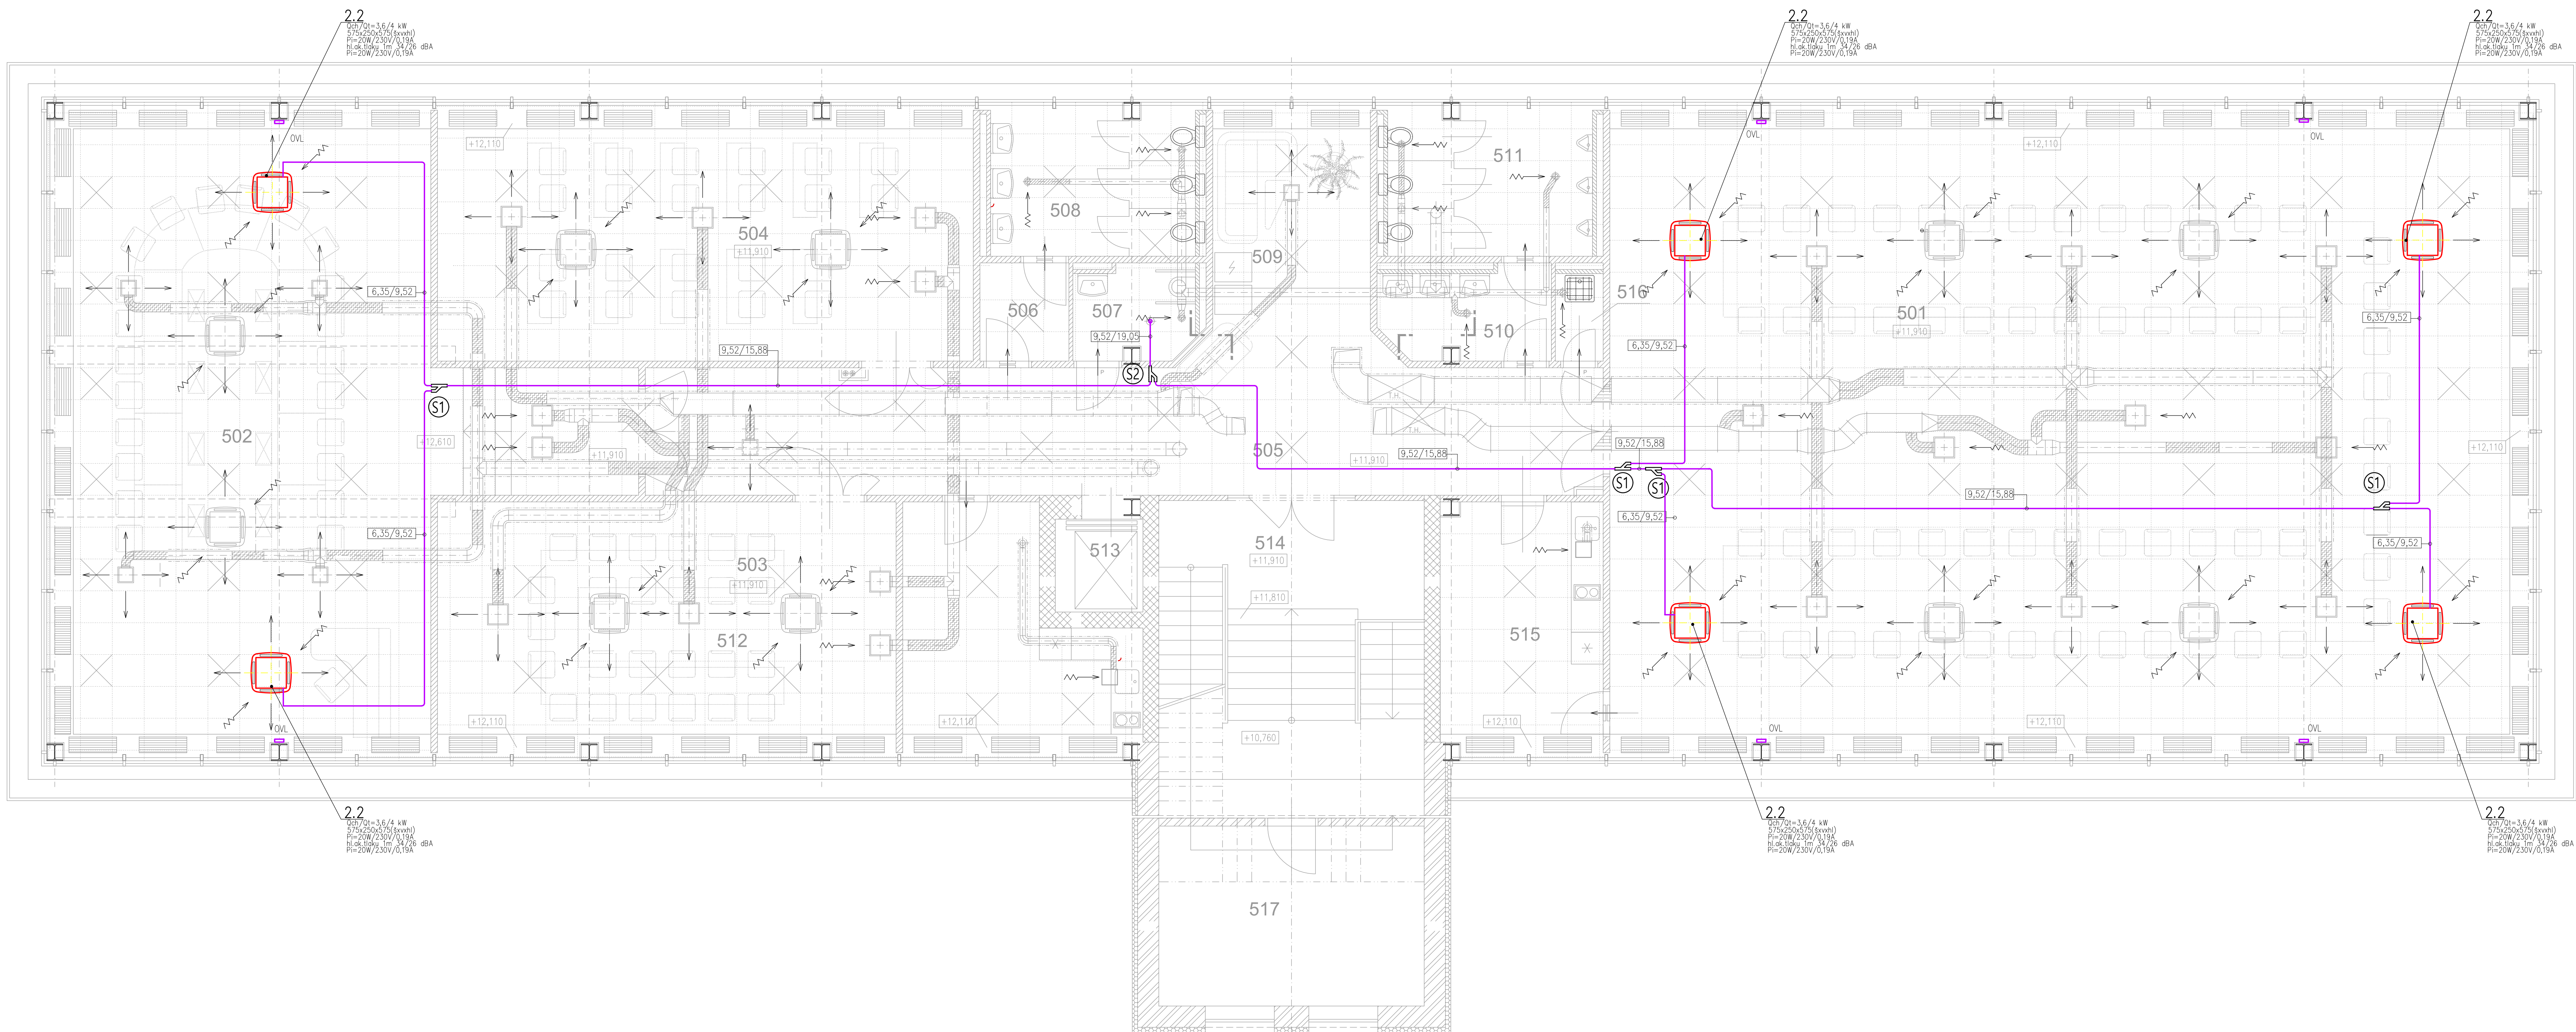 2.2
Qch/Qt=3,6/4 kW
575x250x575(šxvxhl)
Pi=20W/230V/0,19A
hl.ak.tlaku 1m 34/26 dBA
Pi=20W/230V/0,19A
2.2
Qch/Qt=3,6/4 kW
575x250x575(šxvxhl)
Pi=20W/230V/0,19A
hl.ak.tlaku 1m 34/26 dBA
Pi=20W/230V/0,19A
2.2
Qch/Qt=3,6/4 kW
575x250x575(šxvxhl)
Pi=20W/230V/0,19A
hl.ak.tlaku 1m 34/26 dBA
Pi=20W/230V/0,19A
OVL
+12,110
OVL
+12,110
OVL
511
508
504
+11,910
509
6,35/9,52
516
506
507
510
501
+11,910
6,35/9,52
9,52/19,05
6,35/9,52
9,52/15,88
S2
P
P
S1
T.H.
T.H.
502
+12,610
+11,910
505
9,52/15,88
+11,910
9,52/15,88
+12,110
S1
S1
S1
9,52/15,88
6,35/9,52
6,35/9,52
6,35/9,52
503
+11,910
513
514
+11,910
+11,810
512
515
OVL
+12,110
+12,110
+10,760
+12,110
OVL
+12,110
OVL
2.2
Qch/Qt=3,6/4 kW
575x250x575(šxvxhl)
Pi=20W/230V/0,19A
hl.ak.tlaku 1m 34/26 dBA
Pi=20W/230V/0,19A
2.2
Qch/Qt=3,6/4 kW
575x250x575(šxvxhl)
Pi=20W/230V/0,19A
hl.ak.tlaku 1m 34/26 dBA
Pi=20W/230V/0,19A
2.2
Qch/Qt=3,6/4 kW
575x250x575(šxvxhl)
Pi=20W/230V/0,19A
hl.ak.tlaku 1m 34/26 dBA
Pi=20W/230V/0,19A
517